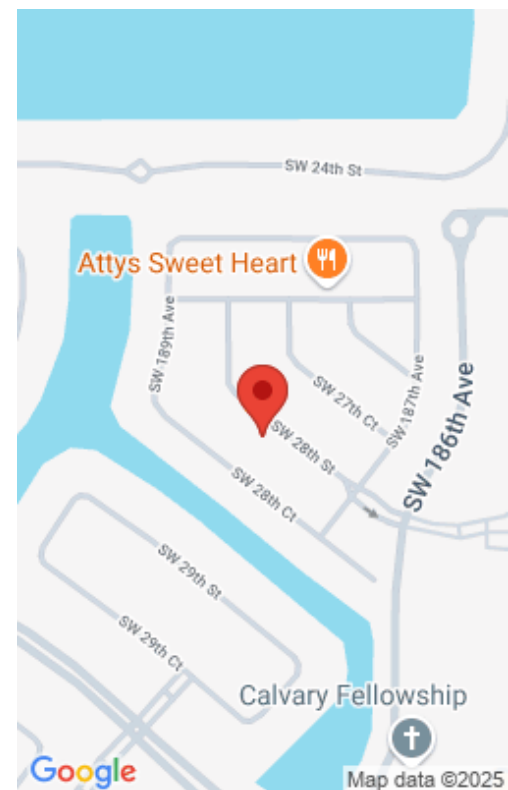 SW 24th St
Attys Sweet Heart
SW 189th Ave
SW 27th Ct
SW 187th Ave
SW 186th Ave
SW 28th St
SW 28th Ct
SW 29th St
SW 29th Ct
Calvary Fellowship
Google
Map data ©2025